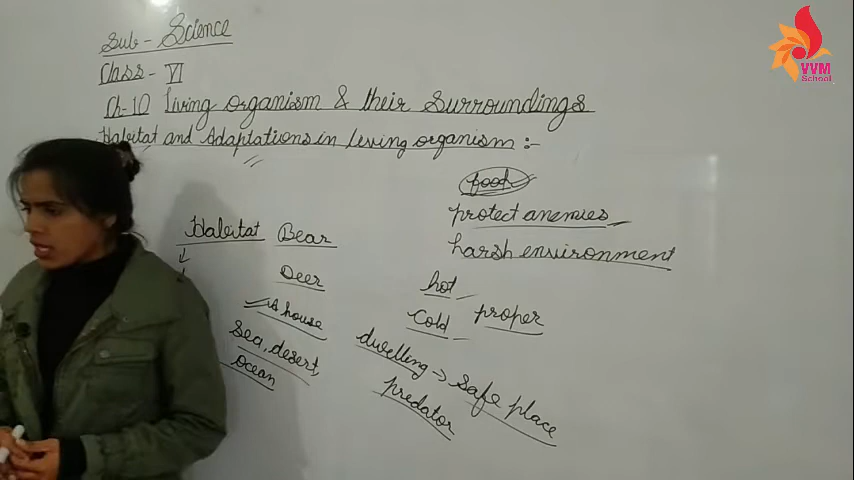 Sub - Science
Class - VI
Ch-10 Living organism & their Surroundings
Habitat and Adaptations in living organism :-
food
protect anemies
harsh environment
Habitat Bear
Deer
A house
sea, desert,
ocean
hot
cold proper
dwelling → Safe place
predator
VVM
School